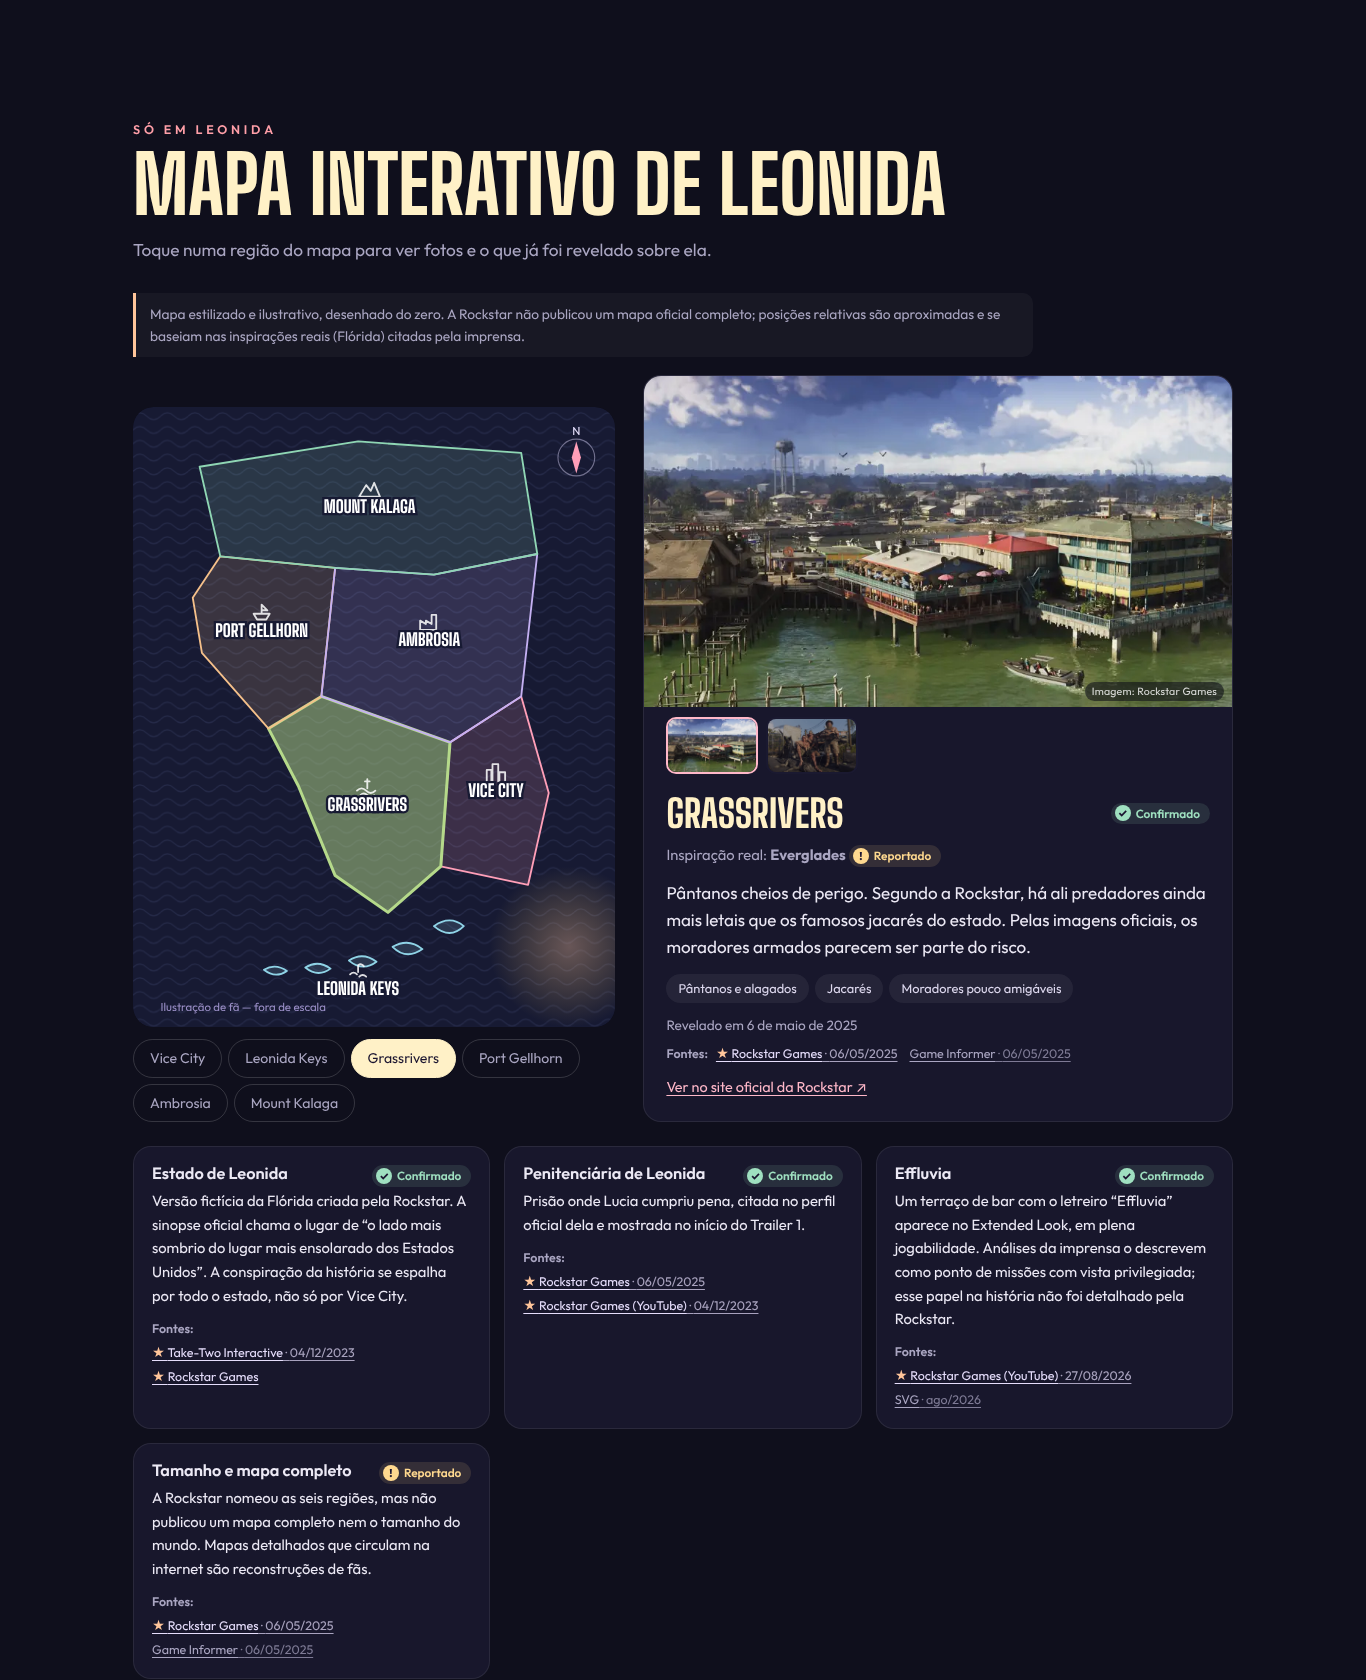 SÓ EM LEONIDA
MAPA INTERATIVO DE LEONIDA
Toque numa região do mapa para ver fotos e o que já foi revelado sobre ela.
Mapa estilizado e ilustrativo, desenhado do zero. A Rockstar não publicou um mapa oficial completo; posições relativas são aproximadas e se
baseiam nas inspirações reais (Flórida) citadas pela imprensa.
N
MOUNT KALAGA
PORT GELLHORN
AMBROSIA
VICE CITY
GRASSRIVERS
LEONIDA KEYS
Ilustração de fã — fora de escala
Vice City
Leonida Keys
Grassrivers
Port Gellhorn
Ambrosia
Mount Kalaga
Imagem: Rockstar Games
GRASSRIVERS
Confirmado
Inspiração real: Everglades ! Reportado
Pântanos cheios de perigo. Segundo a Rockstar, há ali predadores ainda
mais letais que os famosos jacarés do estado. Pelas imagens oficiais, os
moradores armados parecem ser parte do risco.
Pântanos e alagados
Jacarés
Moradores pouco amigáveis
Revelado em 6 de maio de 2025
Fontes: ★ Rockstar Games · 06/05/2025 Game Informer · 06/05/2025
Ver no site oficial da Rockstar ↗
Estado de Leonida
Confirmado
Versão fictícia da Flórida criada pela Rockstar. A
sinopse oficial chama o lugar de “o lado mais
sombrio do lugar mais ensolarado dos Estados
Unidos”. A conspiração da história se espalha
por todo o estado, não só por Vice City.
Fontes:
★ Take-Two Interactive · 04/12/2023
★ Rockstar Games
Penitenciária de Leonida
Confirmado
Prisão onde Lucia cumpriu pena, citada no perfil
oficial dela e mostrada no início do Trailer 1.
Fontes:
★ Rockstar Games · 06/05/2025
★ Rockstar Games (YouTube) · 04/12/2023
Effluvia
Confirmado
Um terraço de bar com o letreiro “Effluvia”
aparece no Extended Look, em plena
jogabilidade. Análises da imprensa o descrevem
como ponto de missões com vista privilegiada;
esse papel na história não foi detalhado pela
Rockstar.
Fontes:
★ Rockstar Games (YouTube) · 27/08/2026
SVG · ago/2026
Tamanho e mapa completo
! Reportado
A Rockstar nomeou as seis regiões, mas não
publicou um mapa completo nem o tamanho do
mundo. Mapas detalhados que circulam na
internet são reconstruções de fãs.
Fontes:
★ Rockstar Games · 06/05/2025
Game Informer · 06/05/2025